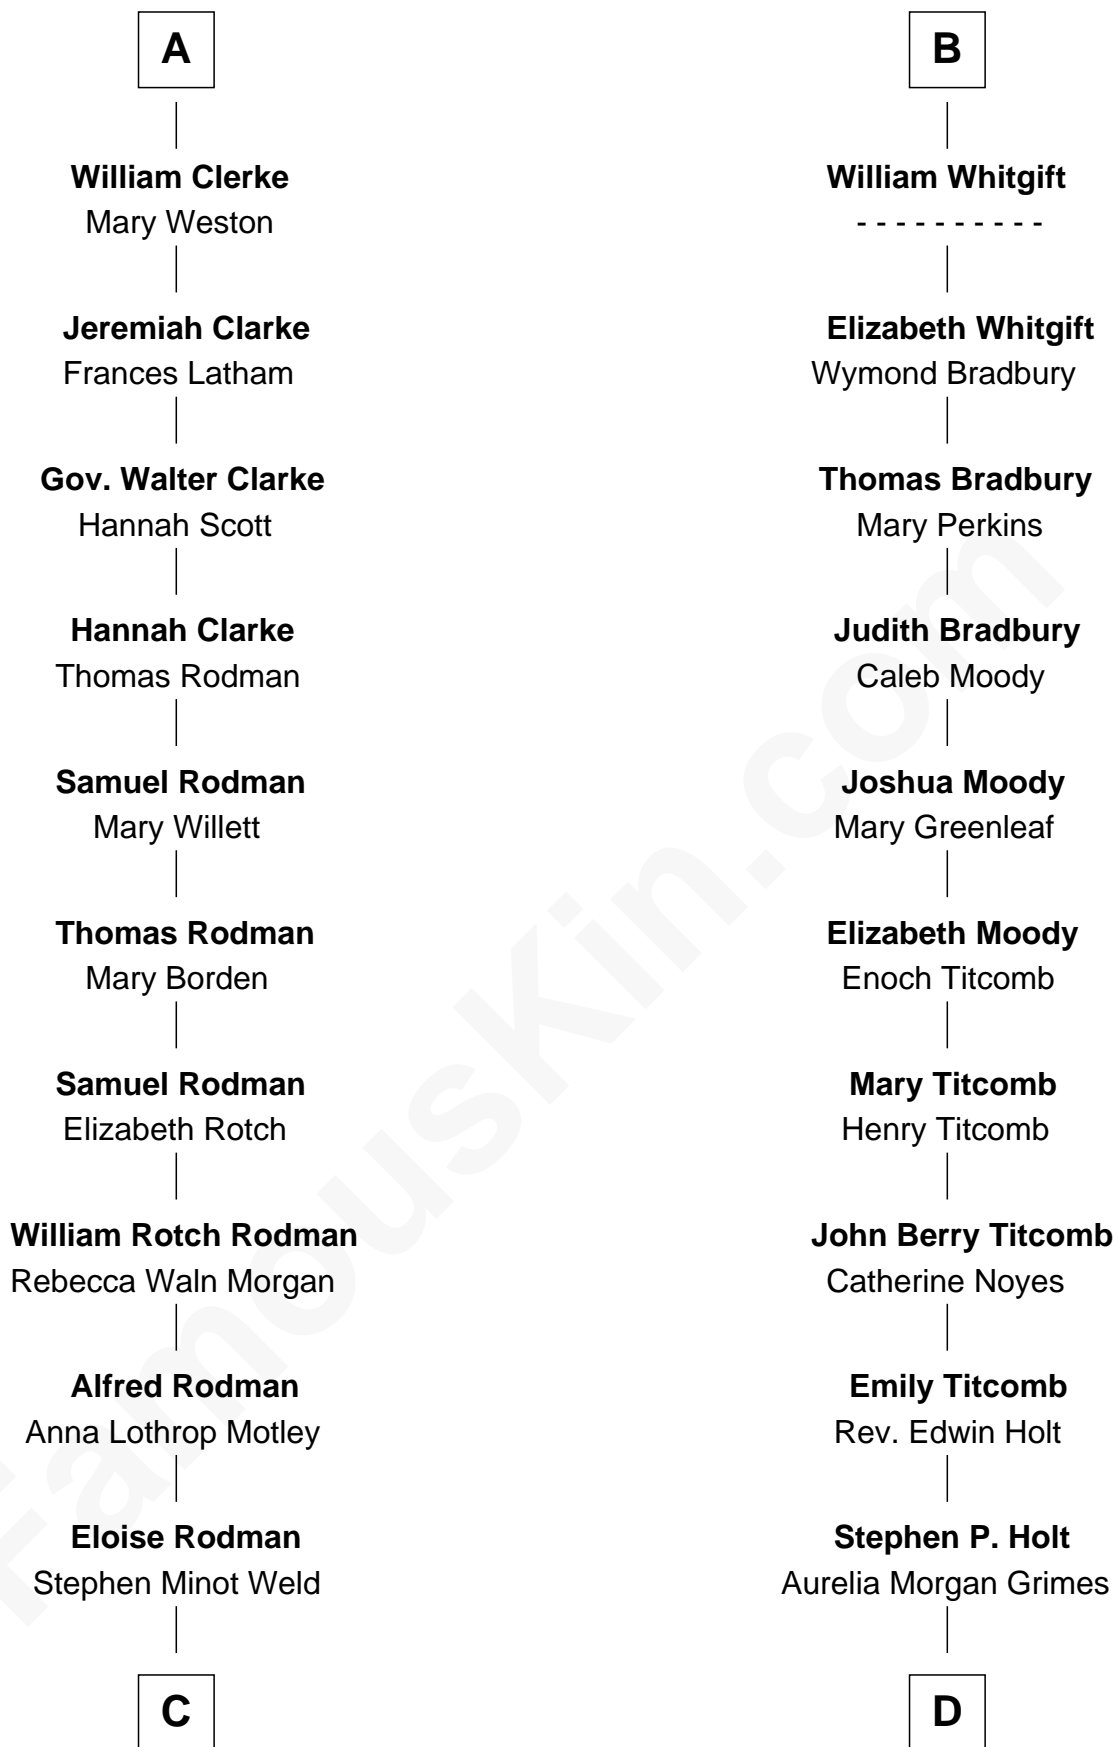 A
William Clerke
Mary Weston
Jeremiah Clarke
Frances Latham
Gov. Walter Clarke
Hannah Scott
Hannah Clarke
Thomas Rodman
Samuel Rodman
Mary Willett
Thomas Rodman
Mary Borden
Samuel Rodman
Elizabeth Rotch
William Rotch Rodman
Rebecca Waln Morgan
Alfred Rodman
Anna Lothrop Motley
Eloise Rodman
Stephen Minot Weld
C
B
William Whitgift
- - - - - - - - - -
Elizabeth Whitgift
Wymond Bradbury
Thomas Bradbury
Mary Perkins
Judith Bradbury
Caleb Moody
Joshua Moody
Mary Greenleaf
Elizabeth Moody
Enoch Titcomb
Mary Titcomb
Henry Titcomb
John Berry Titcomb
Catherine Noyes
Emily Titcomb
Rev. Edwin Holt
Stephen P. Holt
Aurelia Morgan Grimes
D
FamousKin.com